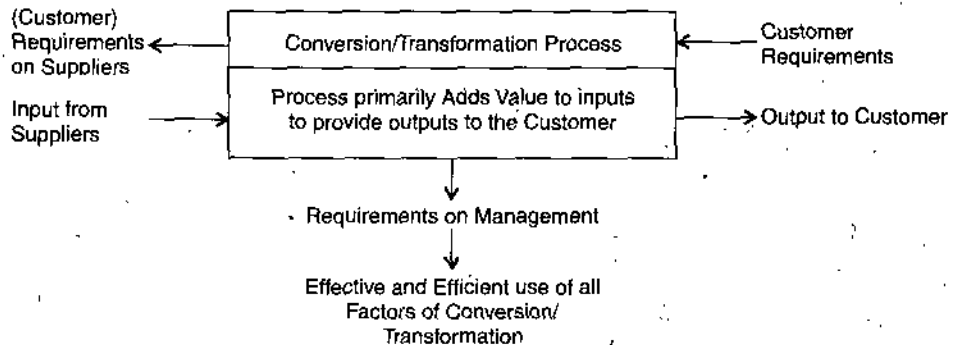 (Customer)
Requirements
on Suppliers
Conversion/Transformation Process
Customer
Requirements
Input from
Suppliers
Process primarily Adds Value to inputs
to provide outputs to the Customer
Output to Customer
Requirements on Management
Effective and Efficient use of all
Factors of Conversion/
Transformation